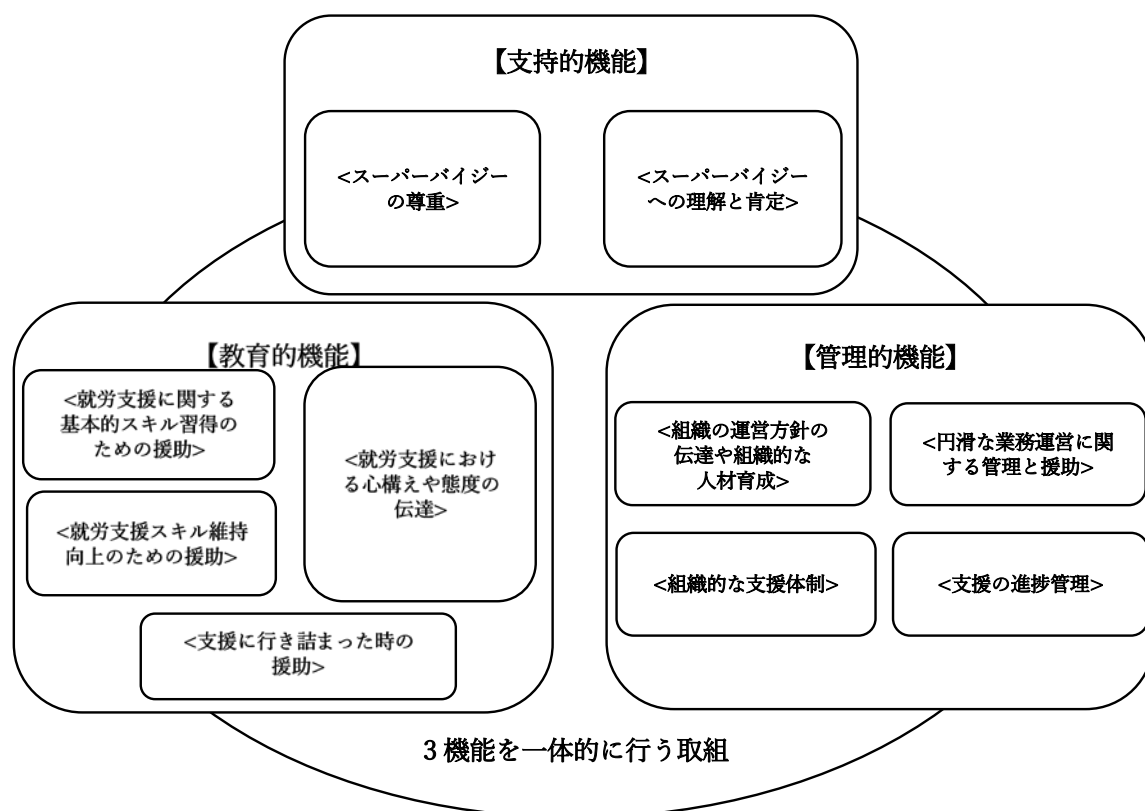 【支持的機能】
<スーパーバイジー
の尊重>
<スーパーバイジー
への理解と肯定>
【教育的機能】
<就労支援に関する
基本的スキル習得の
ための援助>
<就労支援におけ
る心構えや態度の
伝達>
<就労支援スキル維持
向上のための援助>
<支援に行き詰まった時の
援助>
【管理的機能】
<組織の運営方針の
伝達や組織的な
人材育成>
<円滑な業務運営に関
する管理と援助>
<組織的な支援体制>
<支援の進捗管理>
3 機能を一体的に行う取組